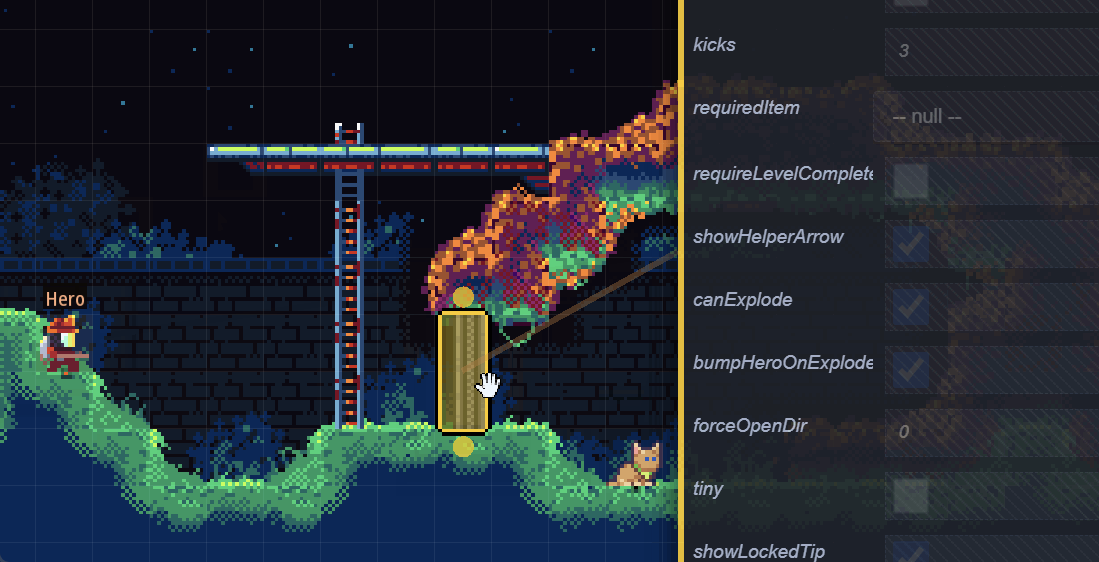 kicks
3
requiredItem
-- null --
requireLevelComplete
showHelperArrow
canExplode
bumpHeroOnExplode
forceOpenDir
0
tiny
showLockedTip
Hero